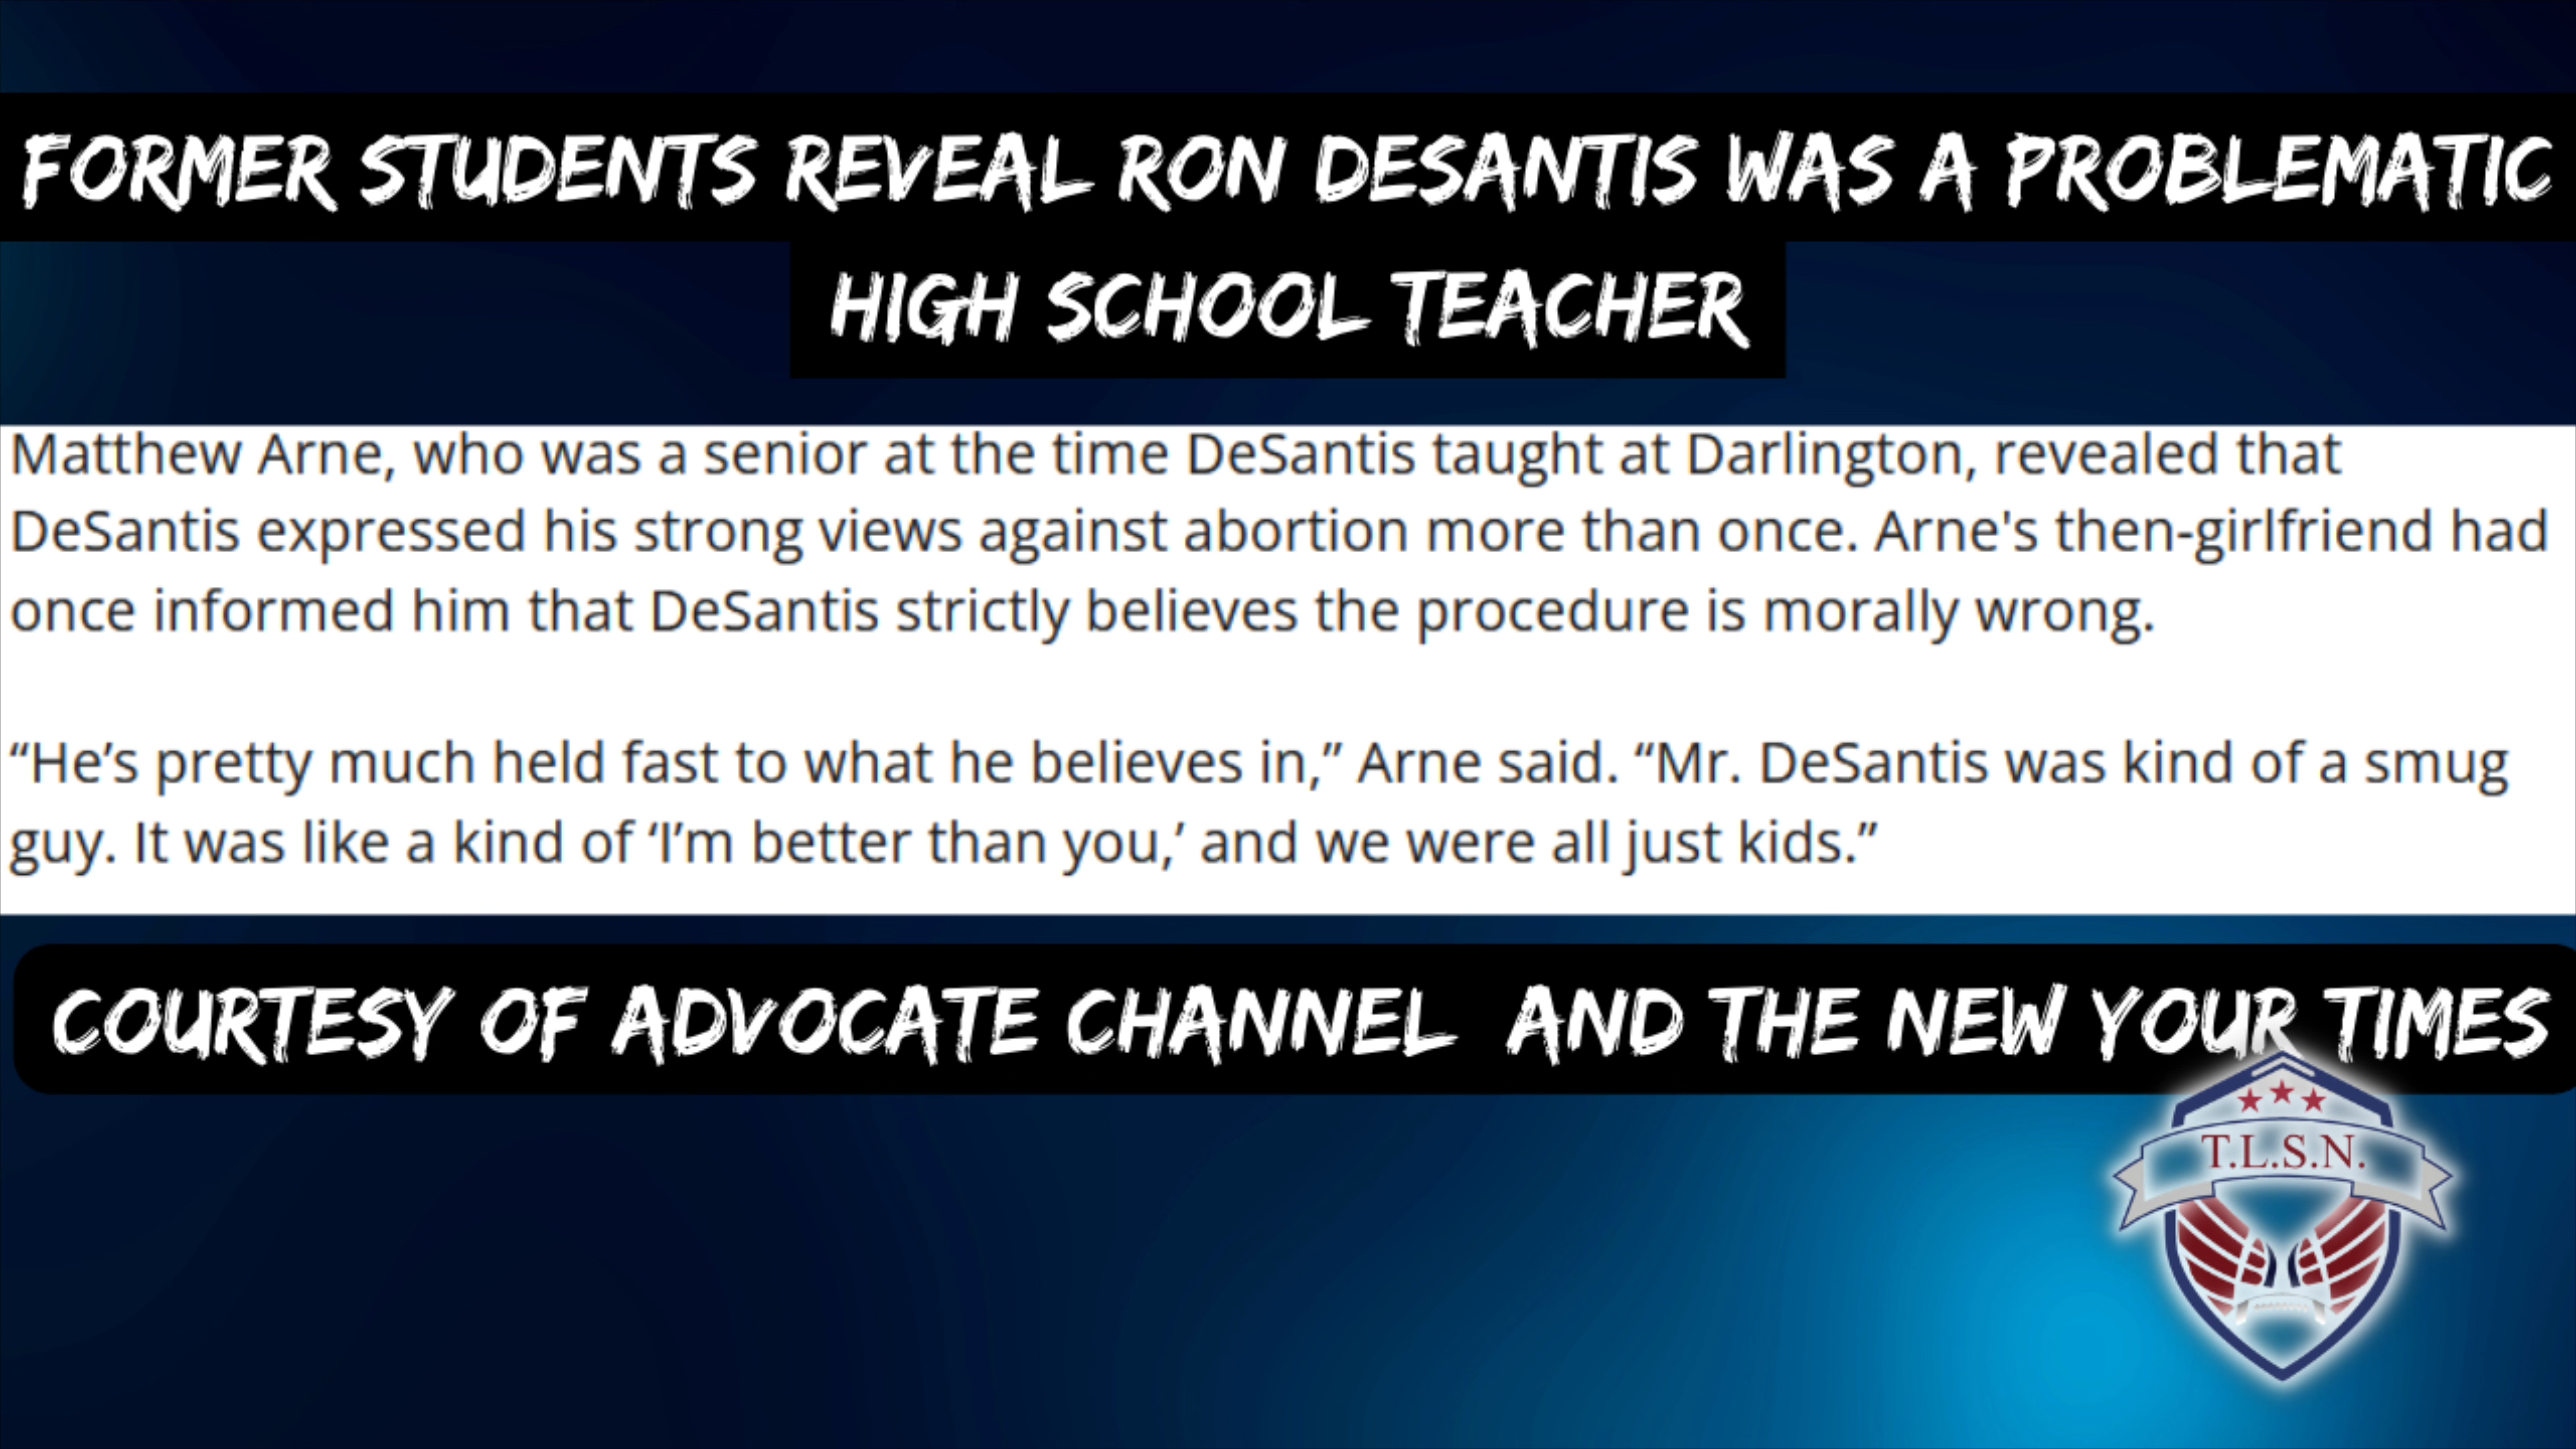 FORMER STUDENTS REVEAL RON DESANTIS WAS A PROBLEMATIC
HIGH SCHOOL TEACHER
Matthew Arne, who was a senior at the time DeSantis taught at Darlington, revealed that
DeSantis expressed his strong views against abortion more than once. Arne's then-girlfriend had
once informed him that DeSantis strictly believes the procedure is morally wrong.
“He’s pretty much held fast to what he believes in,” Arne said. “Mr. DeSantis was kind of a smug
guy. It was like a kind of ‘I’m better than you,’ and we were all just kids.”
COURTESY OF ADVOCATE CHANNEL AND THE NEW YOUR TIMES
T.L.S.N.